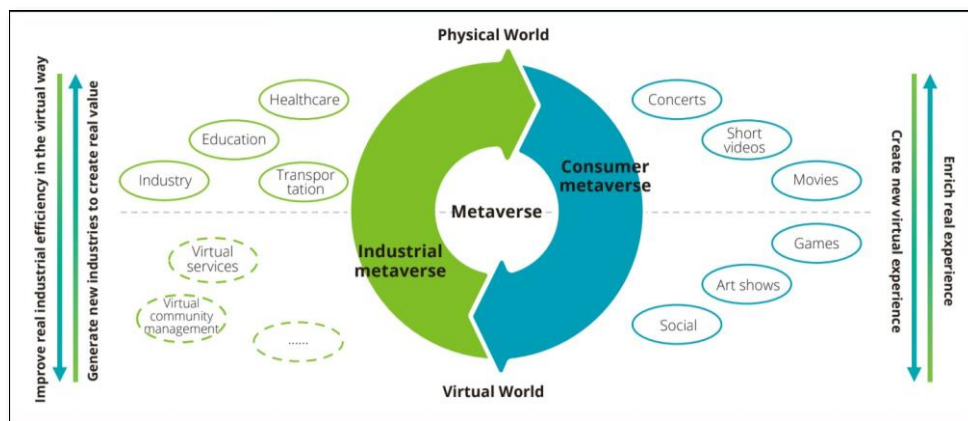 Physical World
Improve real industrial efficiency in the virtual way
Generate new industries to create real value
Healthcare
Education
Industry
Transpor
tation
Virtual
services
Virtual
community
management
......
Industrial
metaverse
Metaverse
Consumer
metaverse
Concerts
Short
videos
Movies
Games
Art shows
Social
Create new virtual experience
Enrich real experience
Virtual World